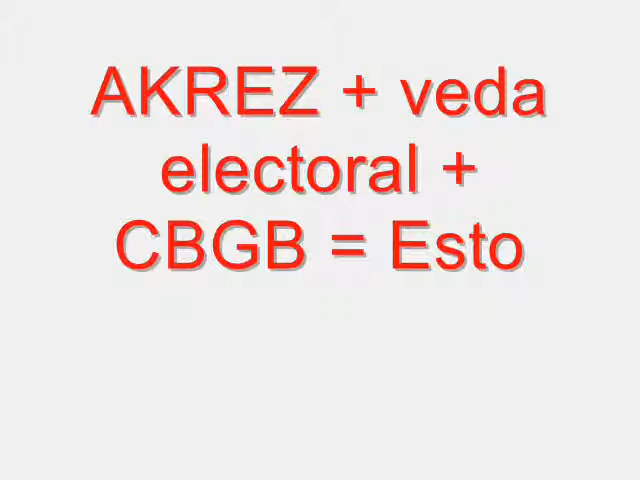 AKREZ + veda
electoral +
CBGB = Esto